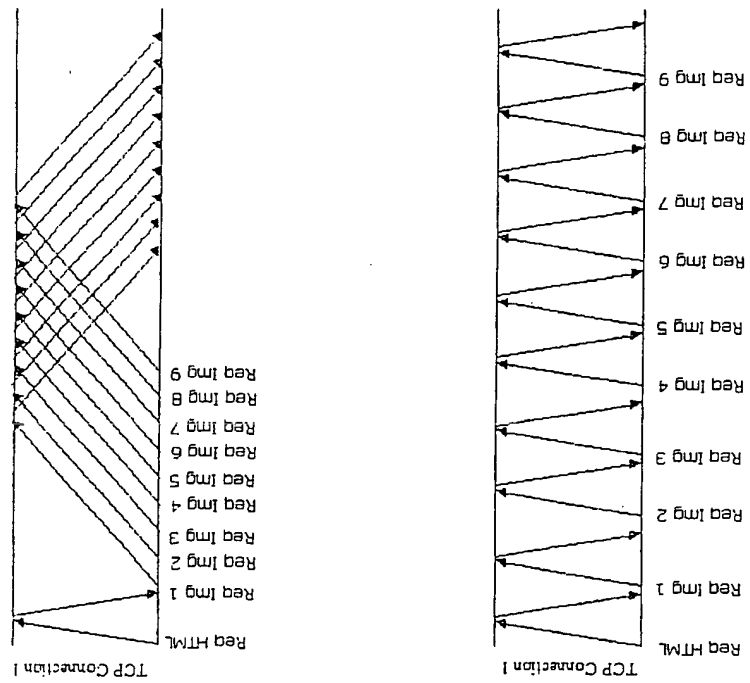 TCP Connection 1
Req HTML
Req Img 1
Req Img 2
Req Img 3
Req Img 4
Req Img 5
Req Img 6
Req Img 7
Req Img 8
Req Img 9
TCP Connection 1
Req HTML
Req Img 1
Req Img 2
Req Img 3
Req Img 4
Req Img 5
Req Img 6
Req Img 7
Req Img 8
Req Img 9